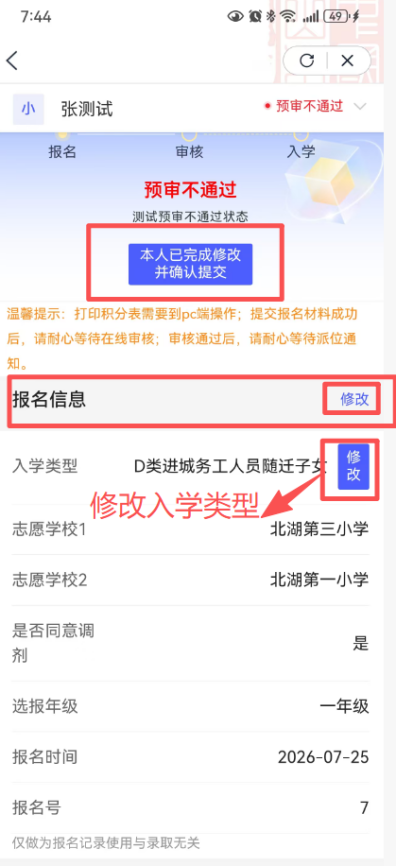 7:44
49
小 张测试
预审不通过
报名 审核 入学
预审不通过
测试预审不通过状态
本人已完成修改
并确认提交
温馨提示：打印积分表需要到pc端操作；提交报名材料成功
后，请耐心等待在线审核；审核通过后，请耐心等待派位通
知。
报名信息 修改
入学类型 D类进城务工人员随迁子女 修
改
修改入学类型
志愿学校1 北湖第三小学
志愿学校2 北湖第一小学
是否同意调
剂 是
选报年级 一年级
报名时间 2026-07-25
报名号 7
仅做为报名记录使用与录取无关